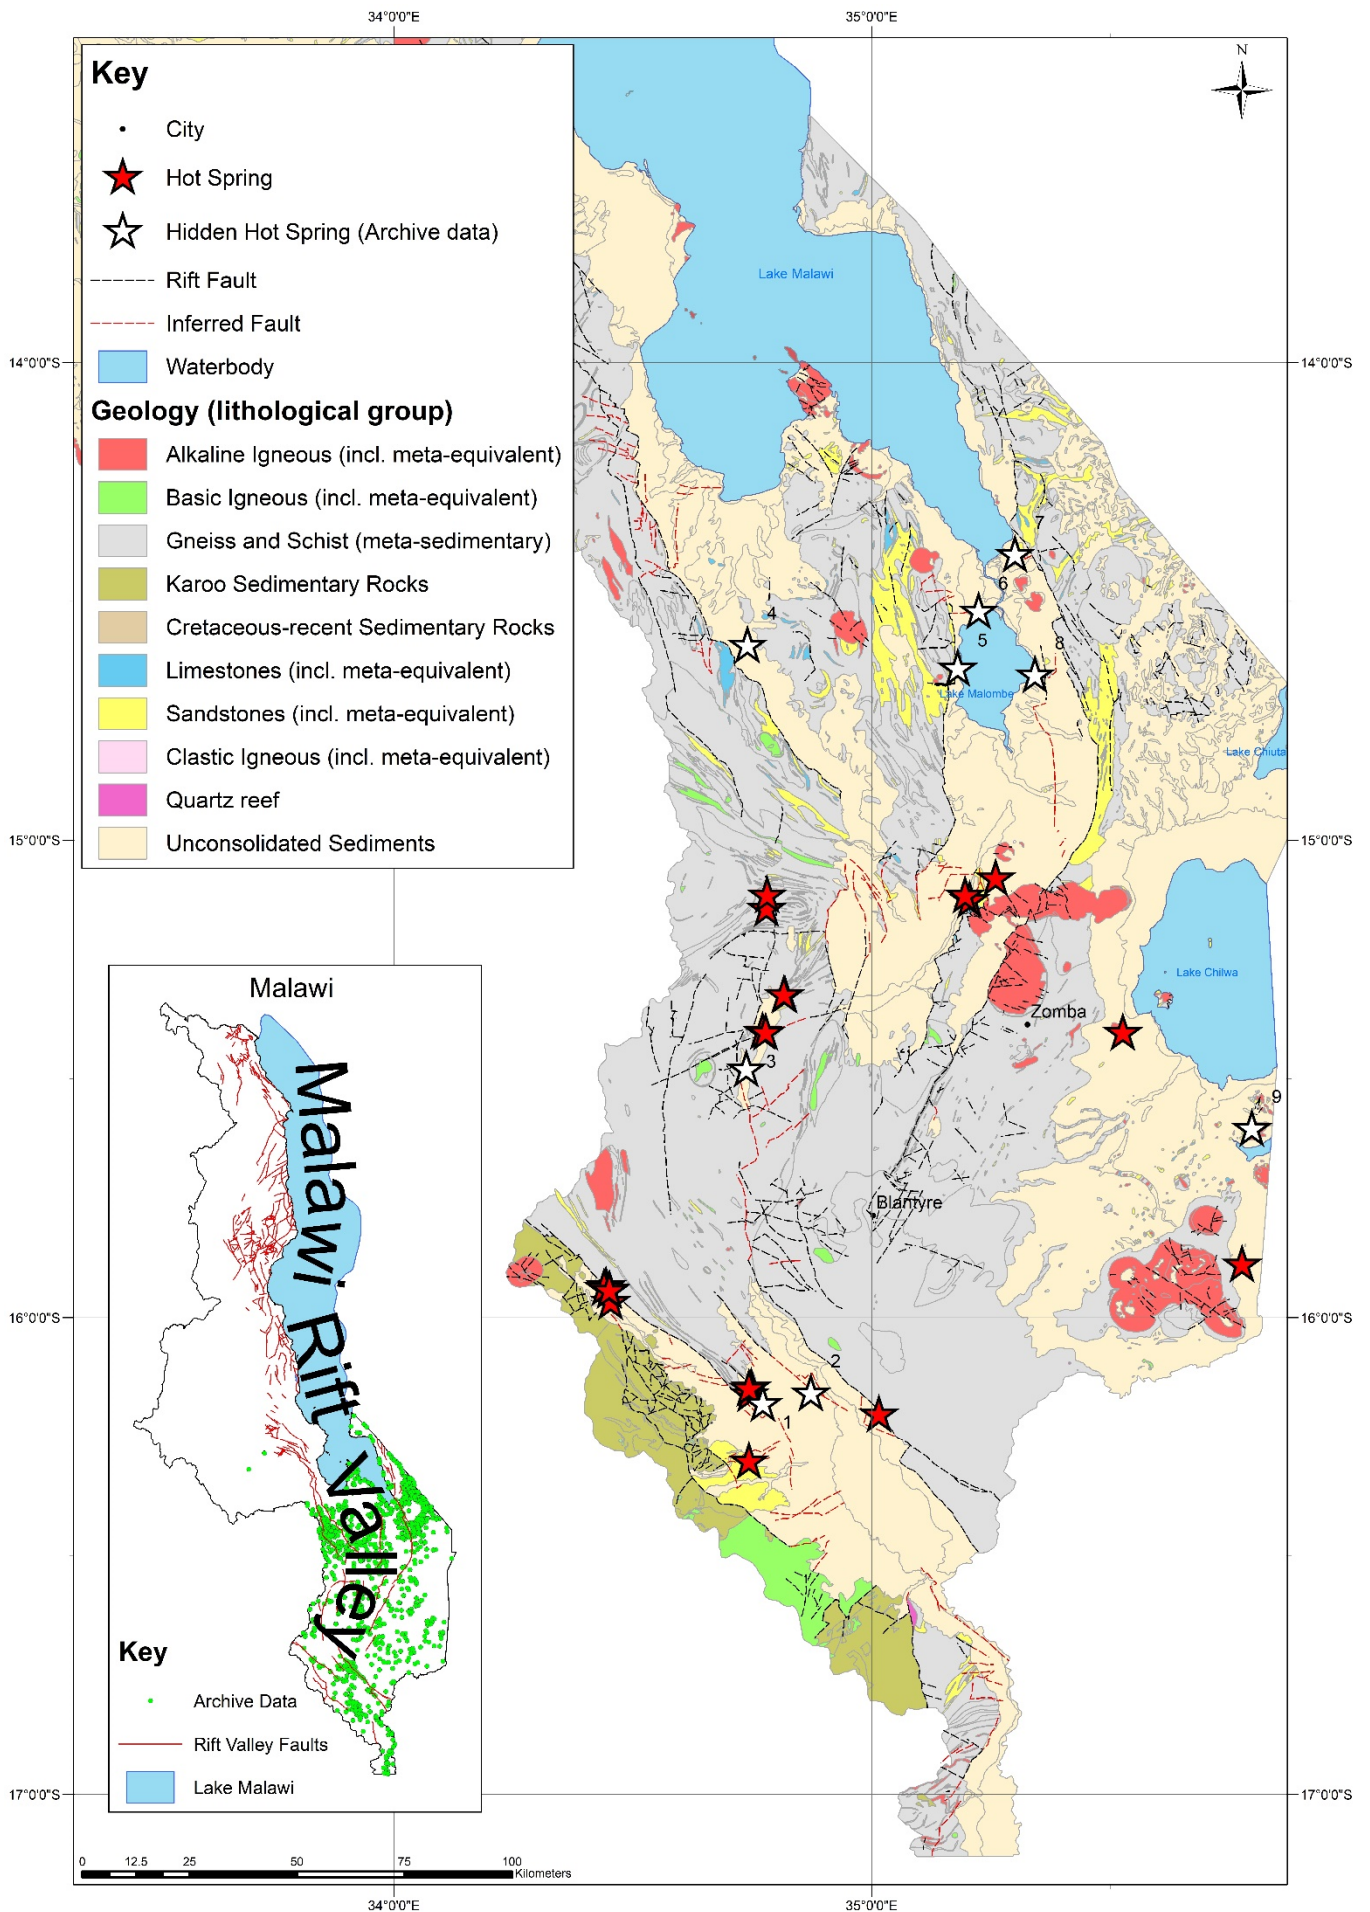 34°0'0"E
35°0'0"E
Key
City
Hot Spring
Hidden Hot Spring (Archive data)
Rift Fault
Inferred Fault
Waterbody
Geology (lithological group)
Alkaline Igneous (incl. meta-equivalent)
Basic Igneous (incl. meta-equivalent)
Gneiss and Schist (meta-sedimentary)
Karoo Sedimentary Rocks
Cretaceous-recent Sedimentary Rocks
Limestones (incl. meta-equivalent)
Sandstones (incl. meta-equivalent)
Clastic Igneous (incl. meta-equivalent)
Quartz reef
Unconsolidated Sediments
N
Lake Malawi
14°0'0"S
14°0'0"S
7
6
4
5
8
Lake Malombe
Lake Chiuta
15°0'0"S
15°0'0"S
Lake Chilwa
Zomba
3
9
Blantyre
16°0'0"S
16°0'0"S
2
1
17°0'0"S
17°0'0"S
Malawi
Malawi Rift Valley
Key
Archive Data
Rift Valley Faults
Lake Malawi
0 12.5 25 50 75 100
Kilometers
34°0'0"E
35°0'0"E